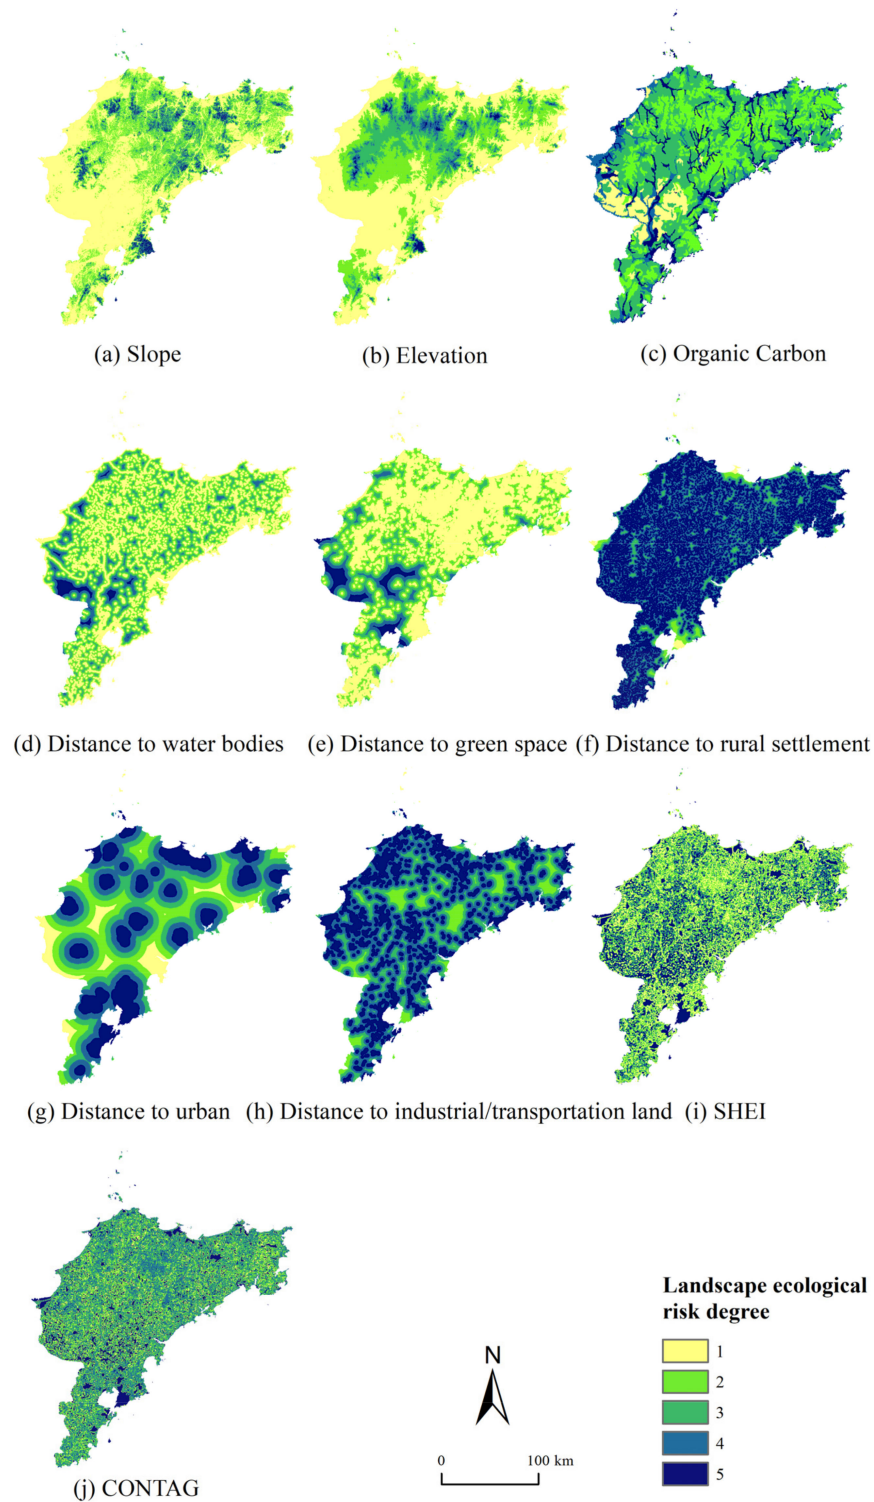 (a) Slope
(b) Elevation
(c) Organic Carbon
(d) Distance to water bodies
(e) Distance to green space
(f) Distance to rural settlement
(g) Distance to urban
(h) Distance to industrial/transportation land
(i) SHEI
(j) CONTAG
N
0 100 km
Landscape ecological
risk degree
1
2
3
4
5